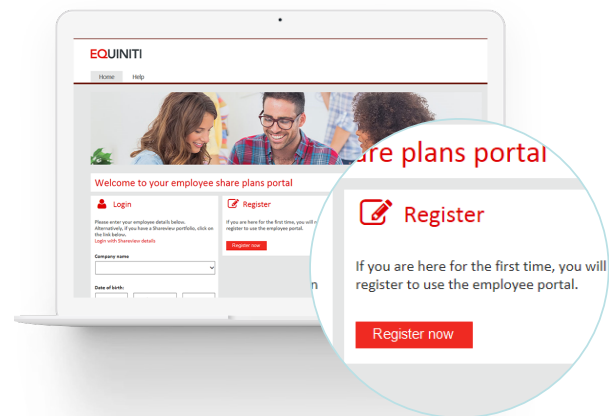 EQUINITI
Home Help
Welcome to your employee share plans portal
Login
Please enter your employee details below.
Alternatively, if you have a Shareview portfolio, click on
the link below.
Login with Shareview details
Company name
Date of birth:
Register
If you are here for the first time, you will
register to use the employee portal.
Register now
are plans portal
Register
If you are here for the first time, you will
register to use the employee portal.
Register now